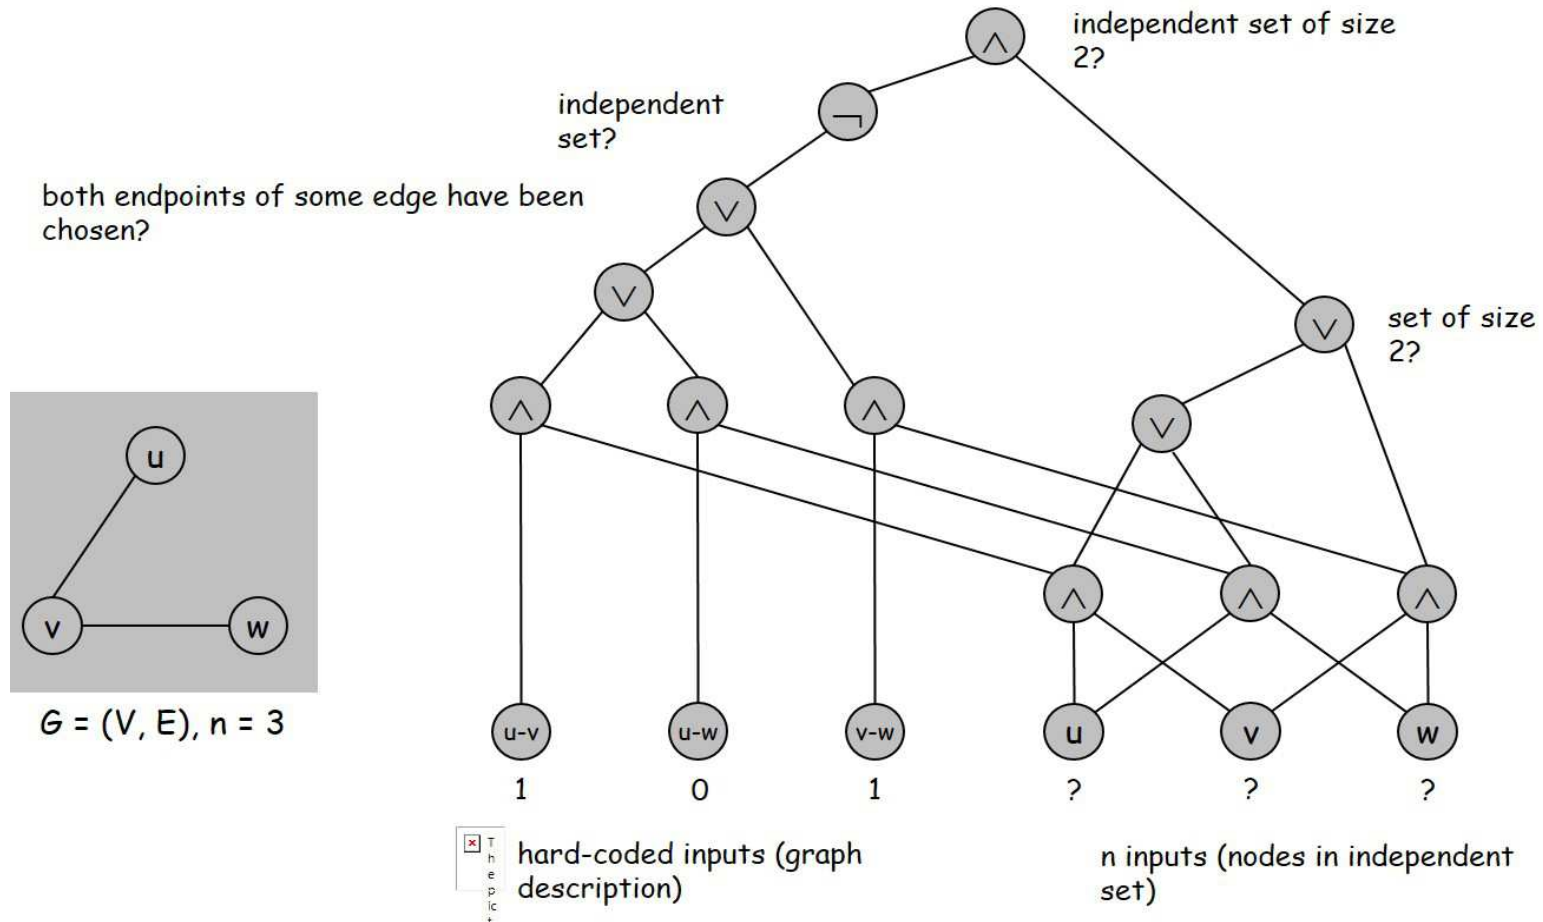 ∧
independent set of size
2?
independent
set?
¬
both endpoints of some edge have been
chosen?
∨
∨
∨
set of size
2?
∧ ∧ ∧
∨
u
v w
∧ ∧ ∧
G = (V, E), n = 3
u-v u-w v-w u v w
1 0 1 ? ? ?
T
h
e
p
ic
t
hard-coded inputs (graph
description)
n inputs (nodes in independent
set)